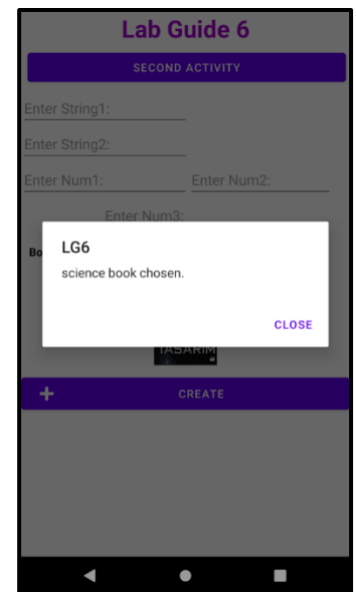 Lab Guide 6
SECOND ACTIVITY
Enter String1:
Enter String2:
Enter Num1: Enter Num2:
Enter Num3:
Bo
LG6
science book chosen.
CLOSE
TASARIM
CREATE